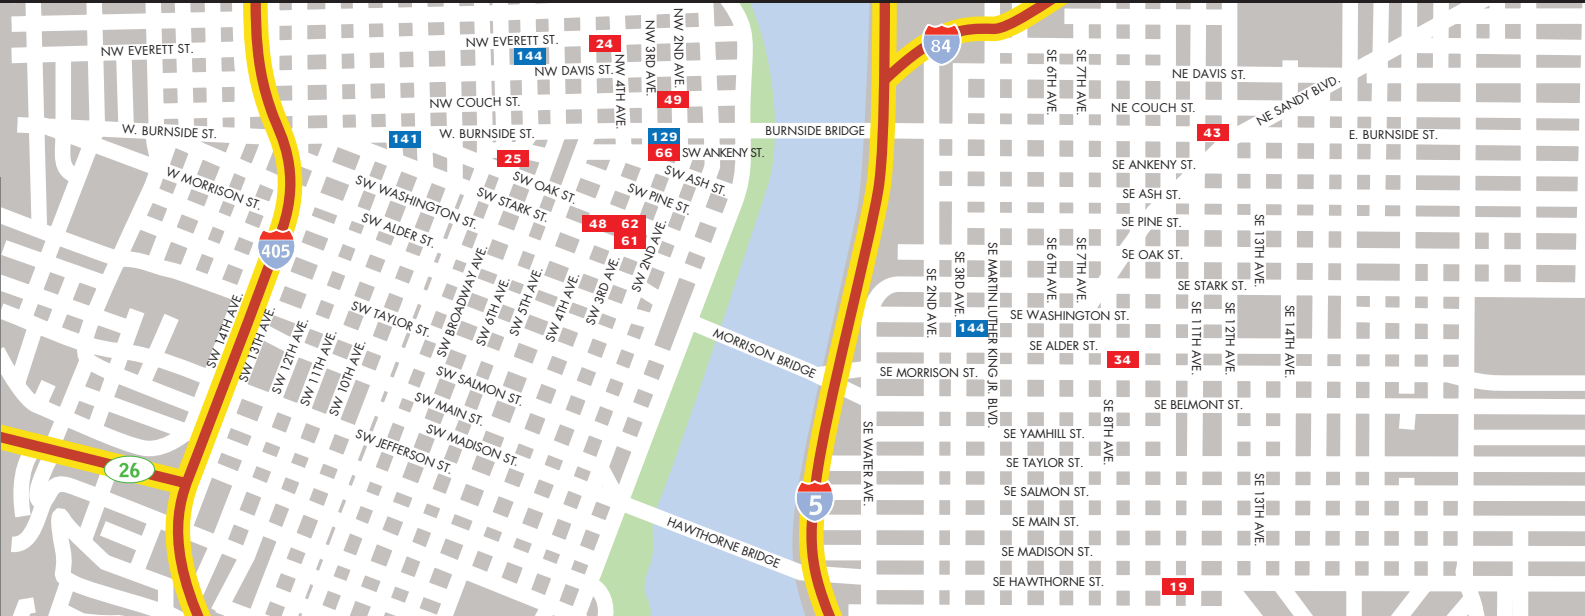 NW EVERETT ST.
NW EVERETT ST.
144
24
NW DAVIS ST.
NW 4TH AVE.
NW 3RD AVE.
NW 2ND AVE.
NW COUCH ST.
49
W. BURNSIDE ST.
141
W. BURNSIDE ST.
129
66
SW ANKENY ST.
BURNSIDE BRIDGE
25
W MORRISON ST.
SW WASHINGTON ST.
SW OAK ST.
SW STARK ST.
SW PINE ST.
SW ASH ST.
SW ALDER ST.
48
62
61
405
SW 14TH AVE.
SW 13TH AVE.
SW 12TH AVE.
SW 11TH AVE.
SW 10TH AVE.
SW TAYLOR ST.
SW BROADWAY AVE.
SW 6TH AVE.
SW 5TH AVE.
SW 4TH AVE.
SW 3RD AVE.
SW 2ND AVE.
MORRISON BRIDGE
SW SALMON ST.
SW MAIN ST.
SW MADISON ST.
SW JEFFERSON ST.
26
HAWTHORNE BRIDGE
5
84
SE 6TH AVE.
SE 7TH AVE.
NE DAVIS ST.
NE COUCH ST.
NE SANDY BLVD.
43
E. BURNSIDE ST.
SE ANKENY ST.
SE ASH ST.
SE PINE ST.
SE OAK ST.
SE 13TH AVE.
SE STARK ST.
SE 2ND AVE.
SE 3RD AVE.
SE MARTIN LUTHER KING JR. BLVD.
SE 6TH AVE.
SE 7TH AVE.
SE WASHINGTON ST.
144
SE ALDER ST.
34
SE 11TH AVE.
SE 12TH AVE.
SE 14TH AVE.
SE MORRISON ST.
SE BELMONT ST.
SE WATER AVE.
SE 8TH AVE.
SE YAMHILL ST.
SE TAYLOR ST.
SE SALMON ST.
SE 13TH AVE.
SE MAIN ST.
SE MADISON ST.
SE HAWTHORNE ST.
19